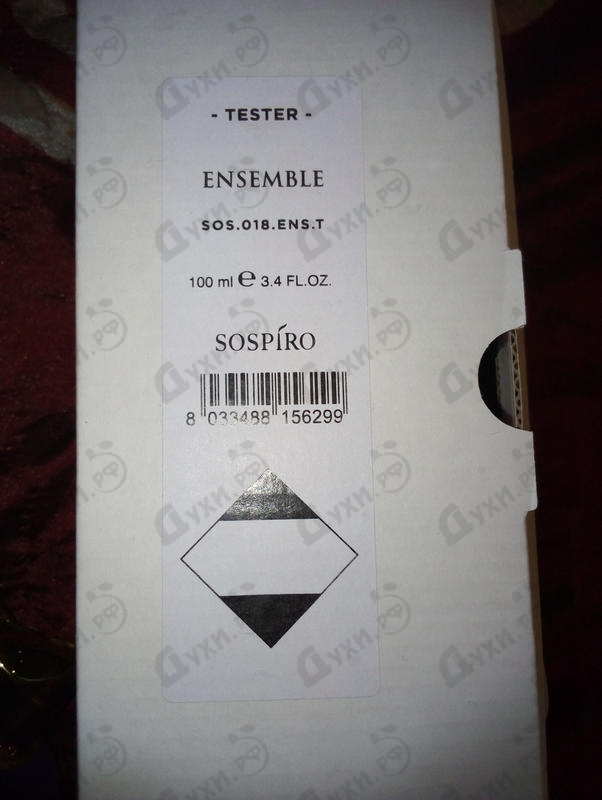 - TESTER -
ENSEMBLE
SOS.018.ENS.T
100 ml ℮ 3.4 FL.OZ.
SOSPÍRO
8 033488 156299
Духи.РФ